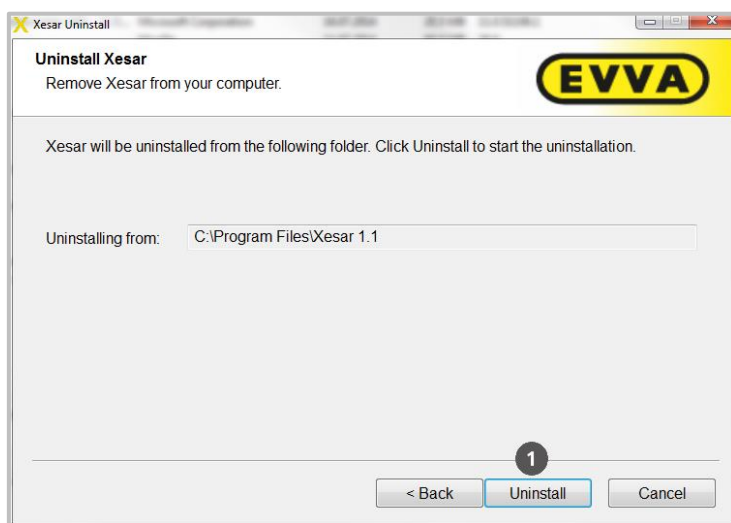 Xesar Uninstall
Uninstall Xesar
Remove Xesar from your computer.
EVVA
Xesar will be uninstalled from the following folder. Click Uninstall to start the uninstallation.
Uninstalling from: C:\Program Files\Xesar 1.1
1
< Back Uninstall Cancel